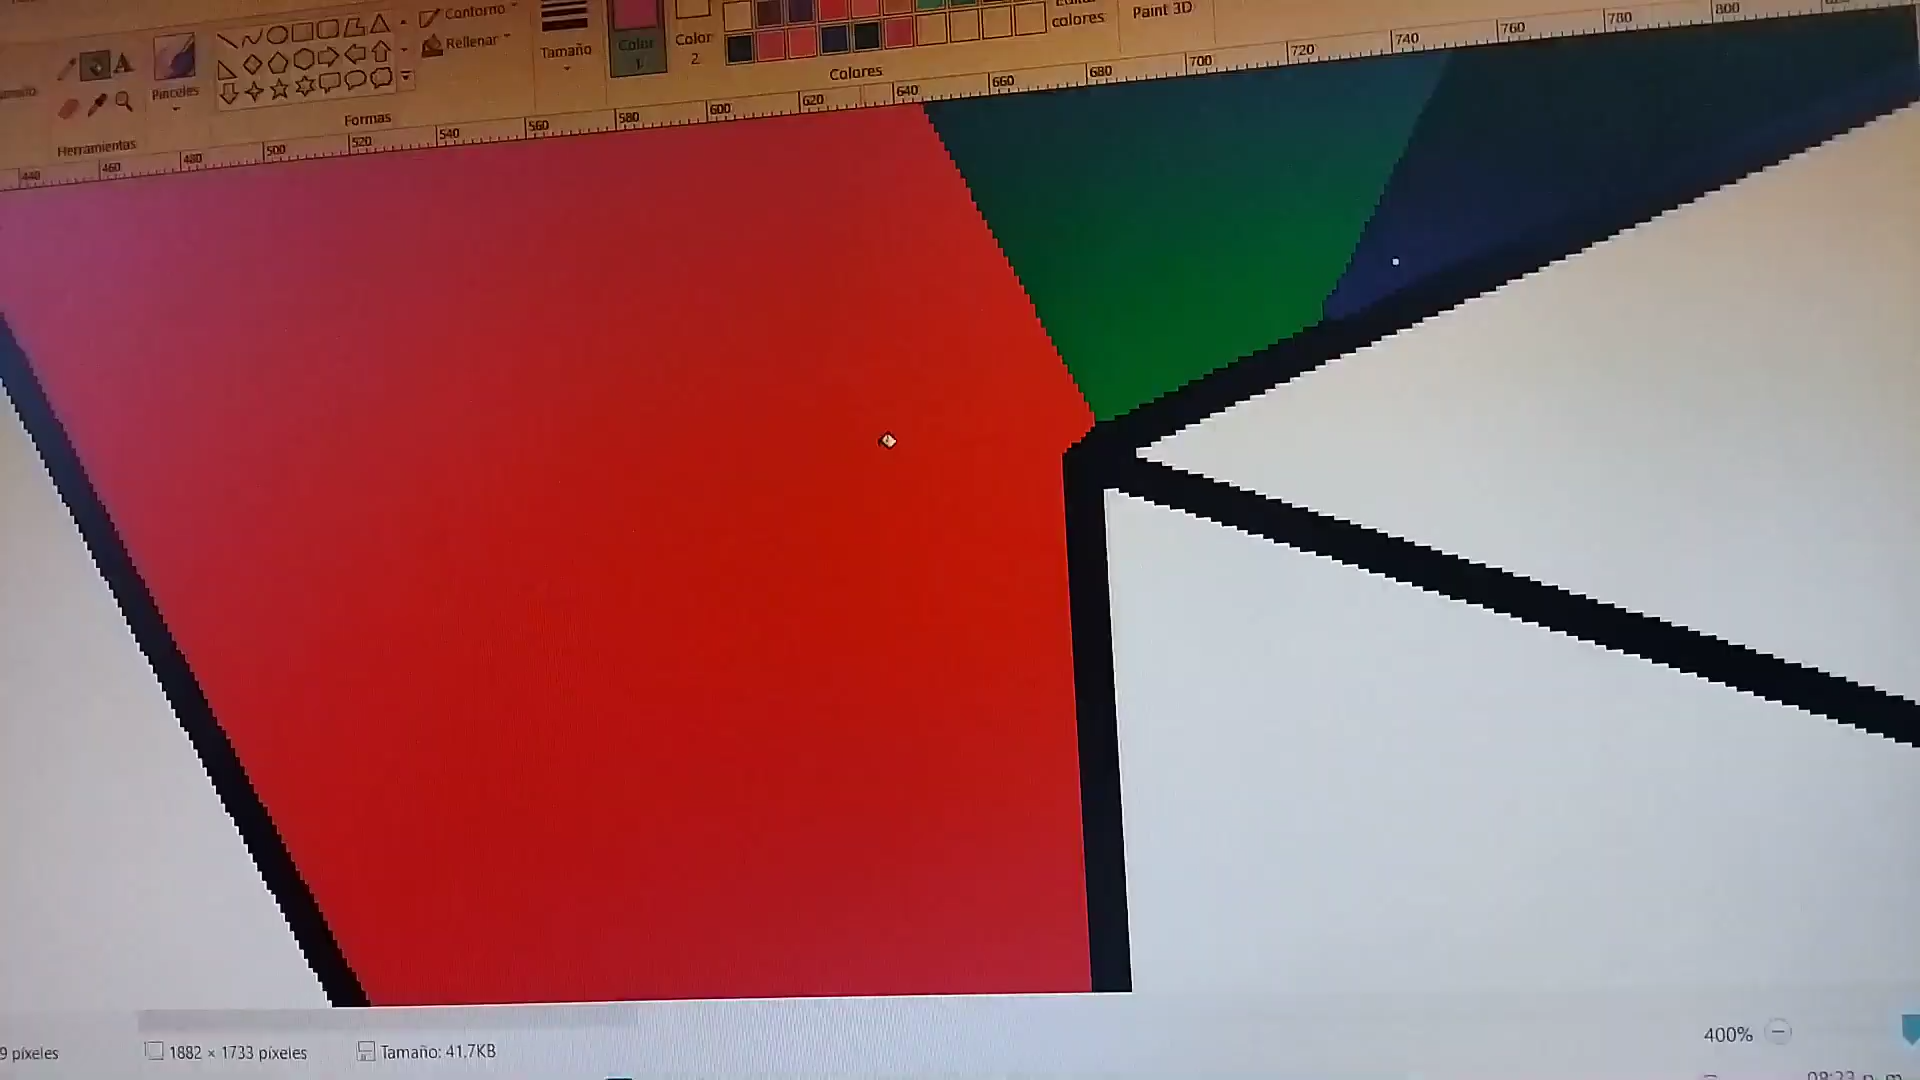 Contorno
Rellenar
Pinceles
Formas
Herramientas
Tamaño
Color
1
Color
2
colores
Colores
Paint 3D
440 460 480 500 520 540 560 580 600 620 640 660 680 700 720 740 760 780 800
9 píxeles
1882 × 1733 píxeles
Tamaño: 41.7KB
400%